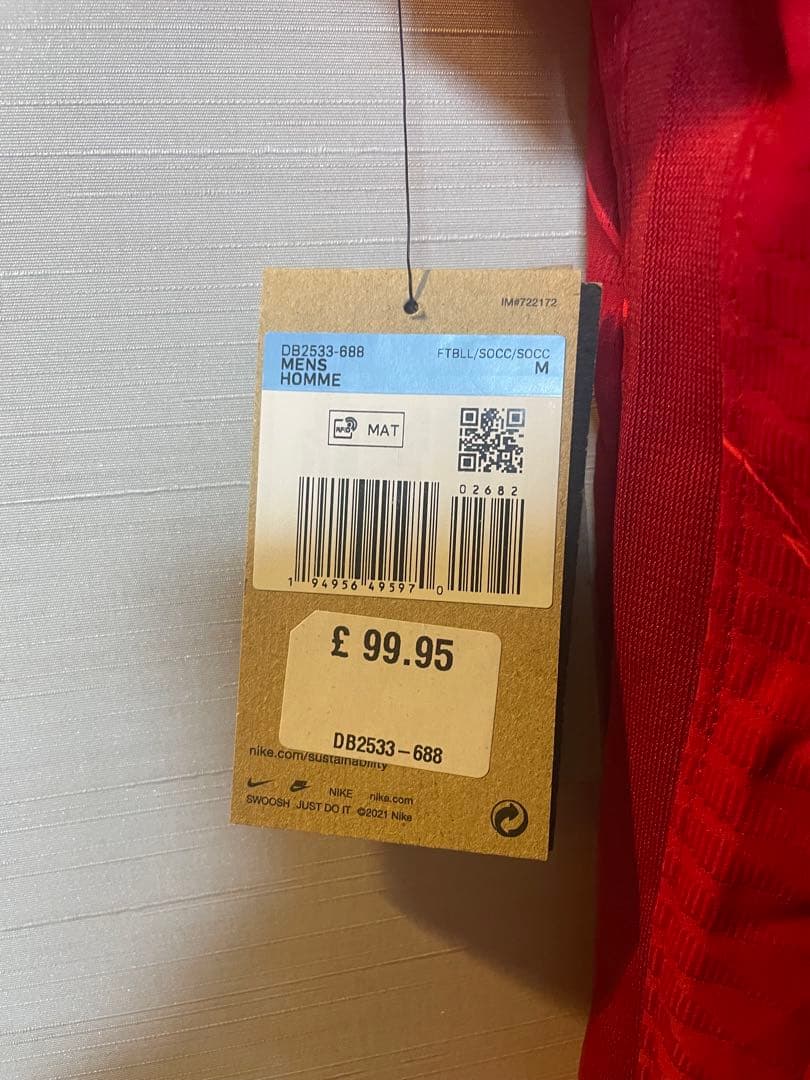 IM#722172
DB2533-688 FTBLL/SOCC/SOCC
MENS M
HOMME
RFID MAT
02682
1 94956 49597 0
£ 99.95
DB2533-688
nike.com/sustainability
NIKE nike.com
SWOOSH JUST DO IT ©2021 Nike